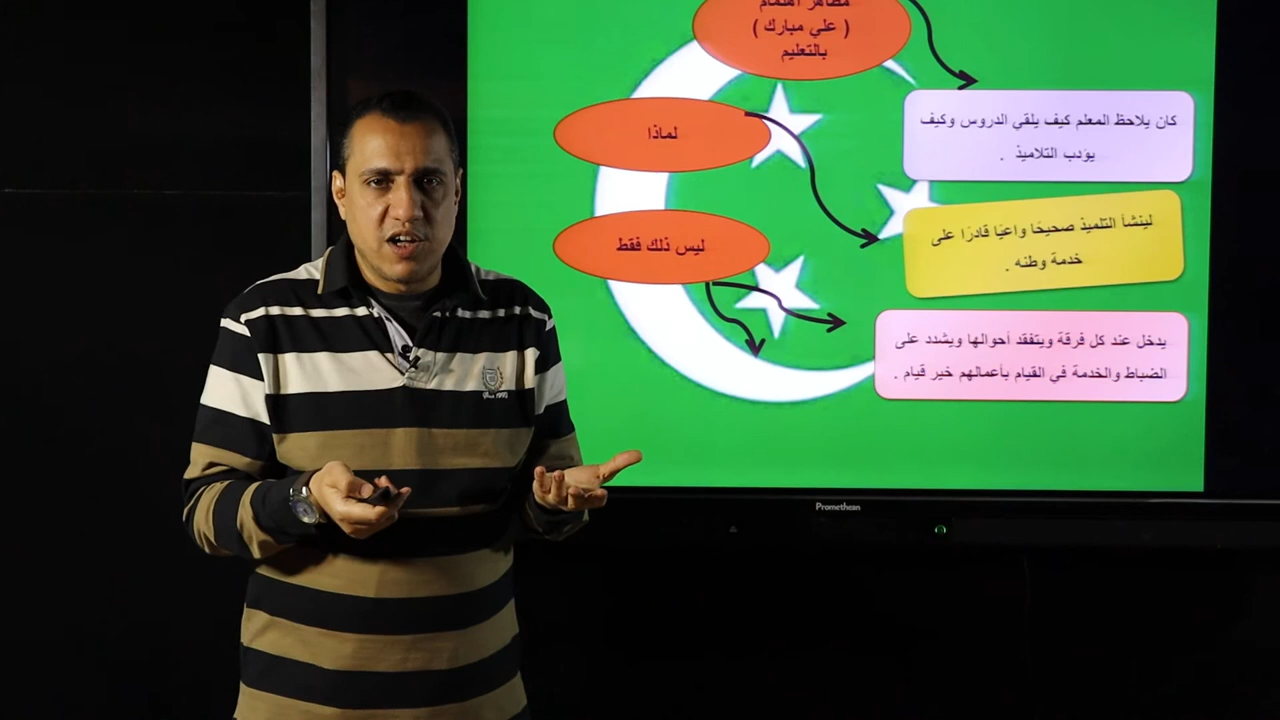 مظاهر اهتمام
( علي مبارك )
بالتعليم
كان يلاحظ المعلم كيف يلقي الدروس وكيف
يؤدب التلاميذ .
لماذا
لينشأ التلميذ صحيحًا واعيًا قادرًا على
خدمة وطنه .
ليس ذلك فقط
يدخل عند كل فرقة ويتفقد أحوالها ويشدد على
الضباط والخدمة في القيام بأعمالهم خير قيام .
Promethean